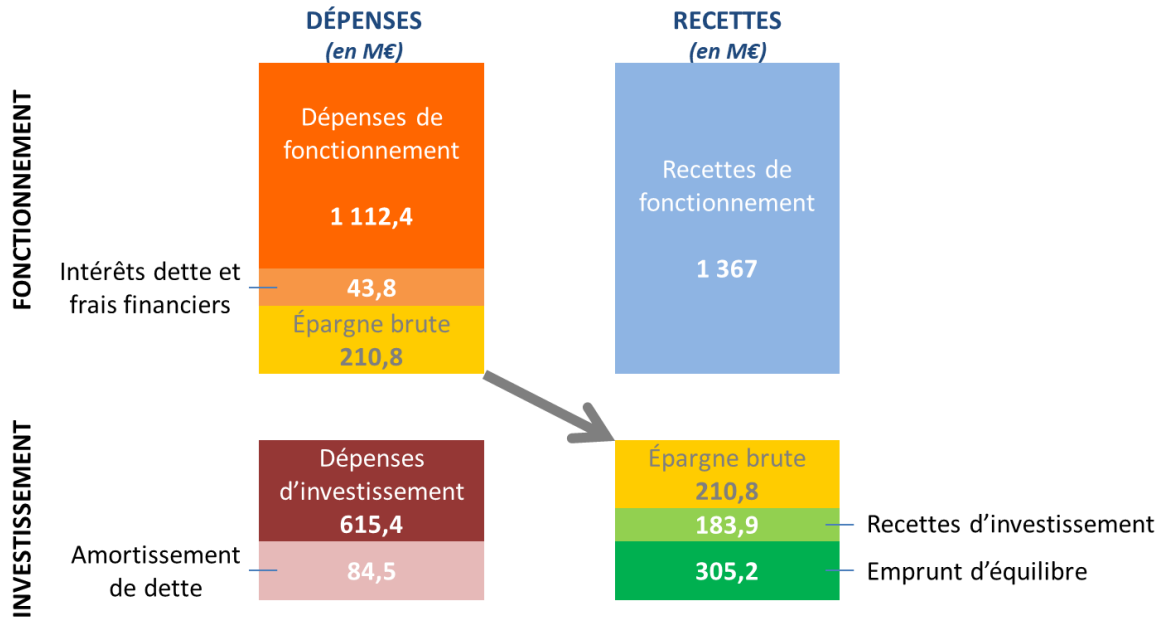 DÉPENSES
(en M€)
RECETTES
(en M€)
FONCTIONNEMENT
Dépenses de
fonctionnement
1 112,4
Intérêts dette et
frais financiers
43,8
Épargne brute
210,8
Recettes de
fonctionnement
1 367
INVESTISSEMENT
Dépenses
d’investissement
615,4
Amortissement
de dette
84,5
Épargne brute
210,8
183,9
Recettes d’investissement
305,2
Emprunt d’équilibre